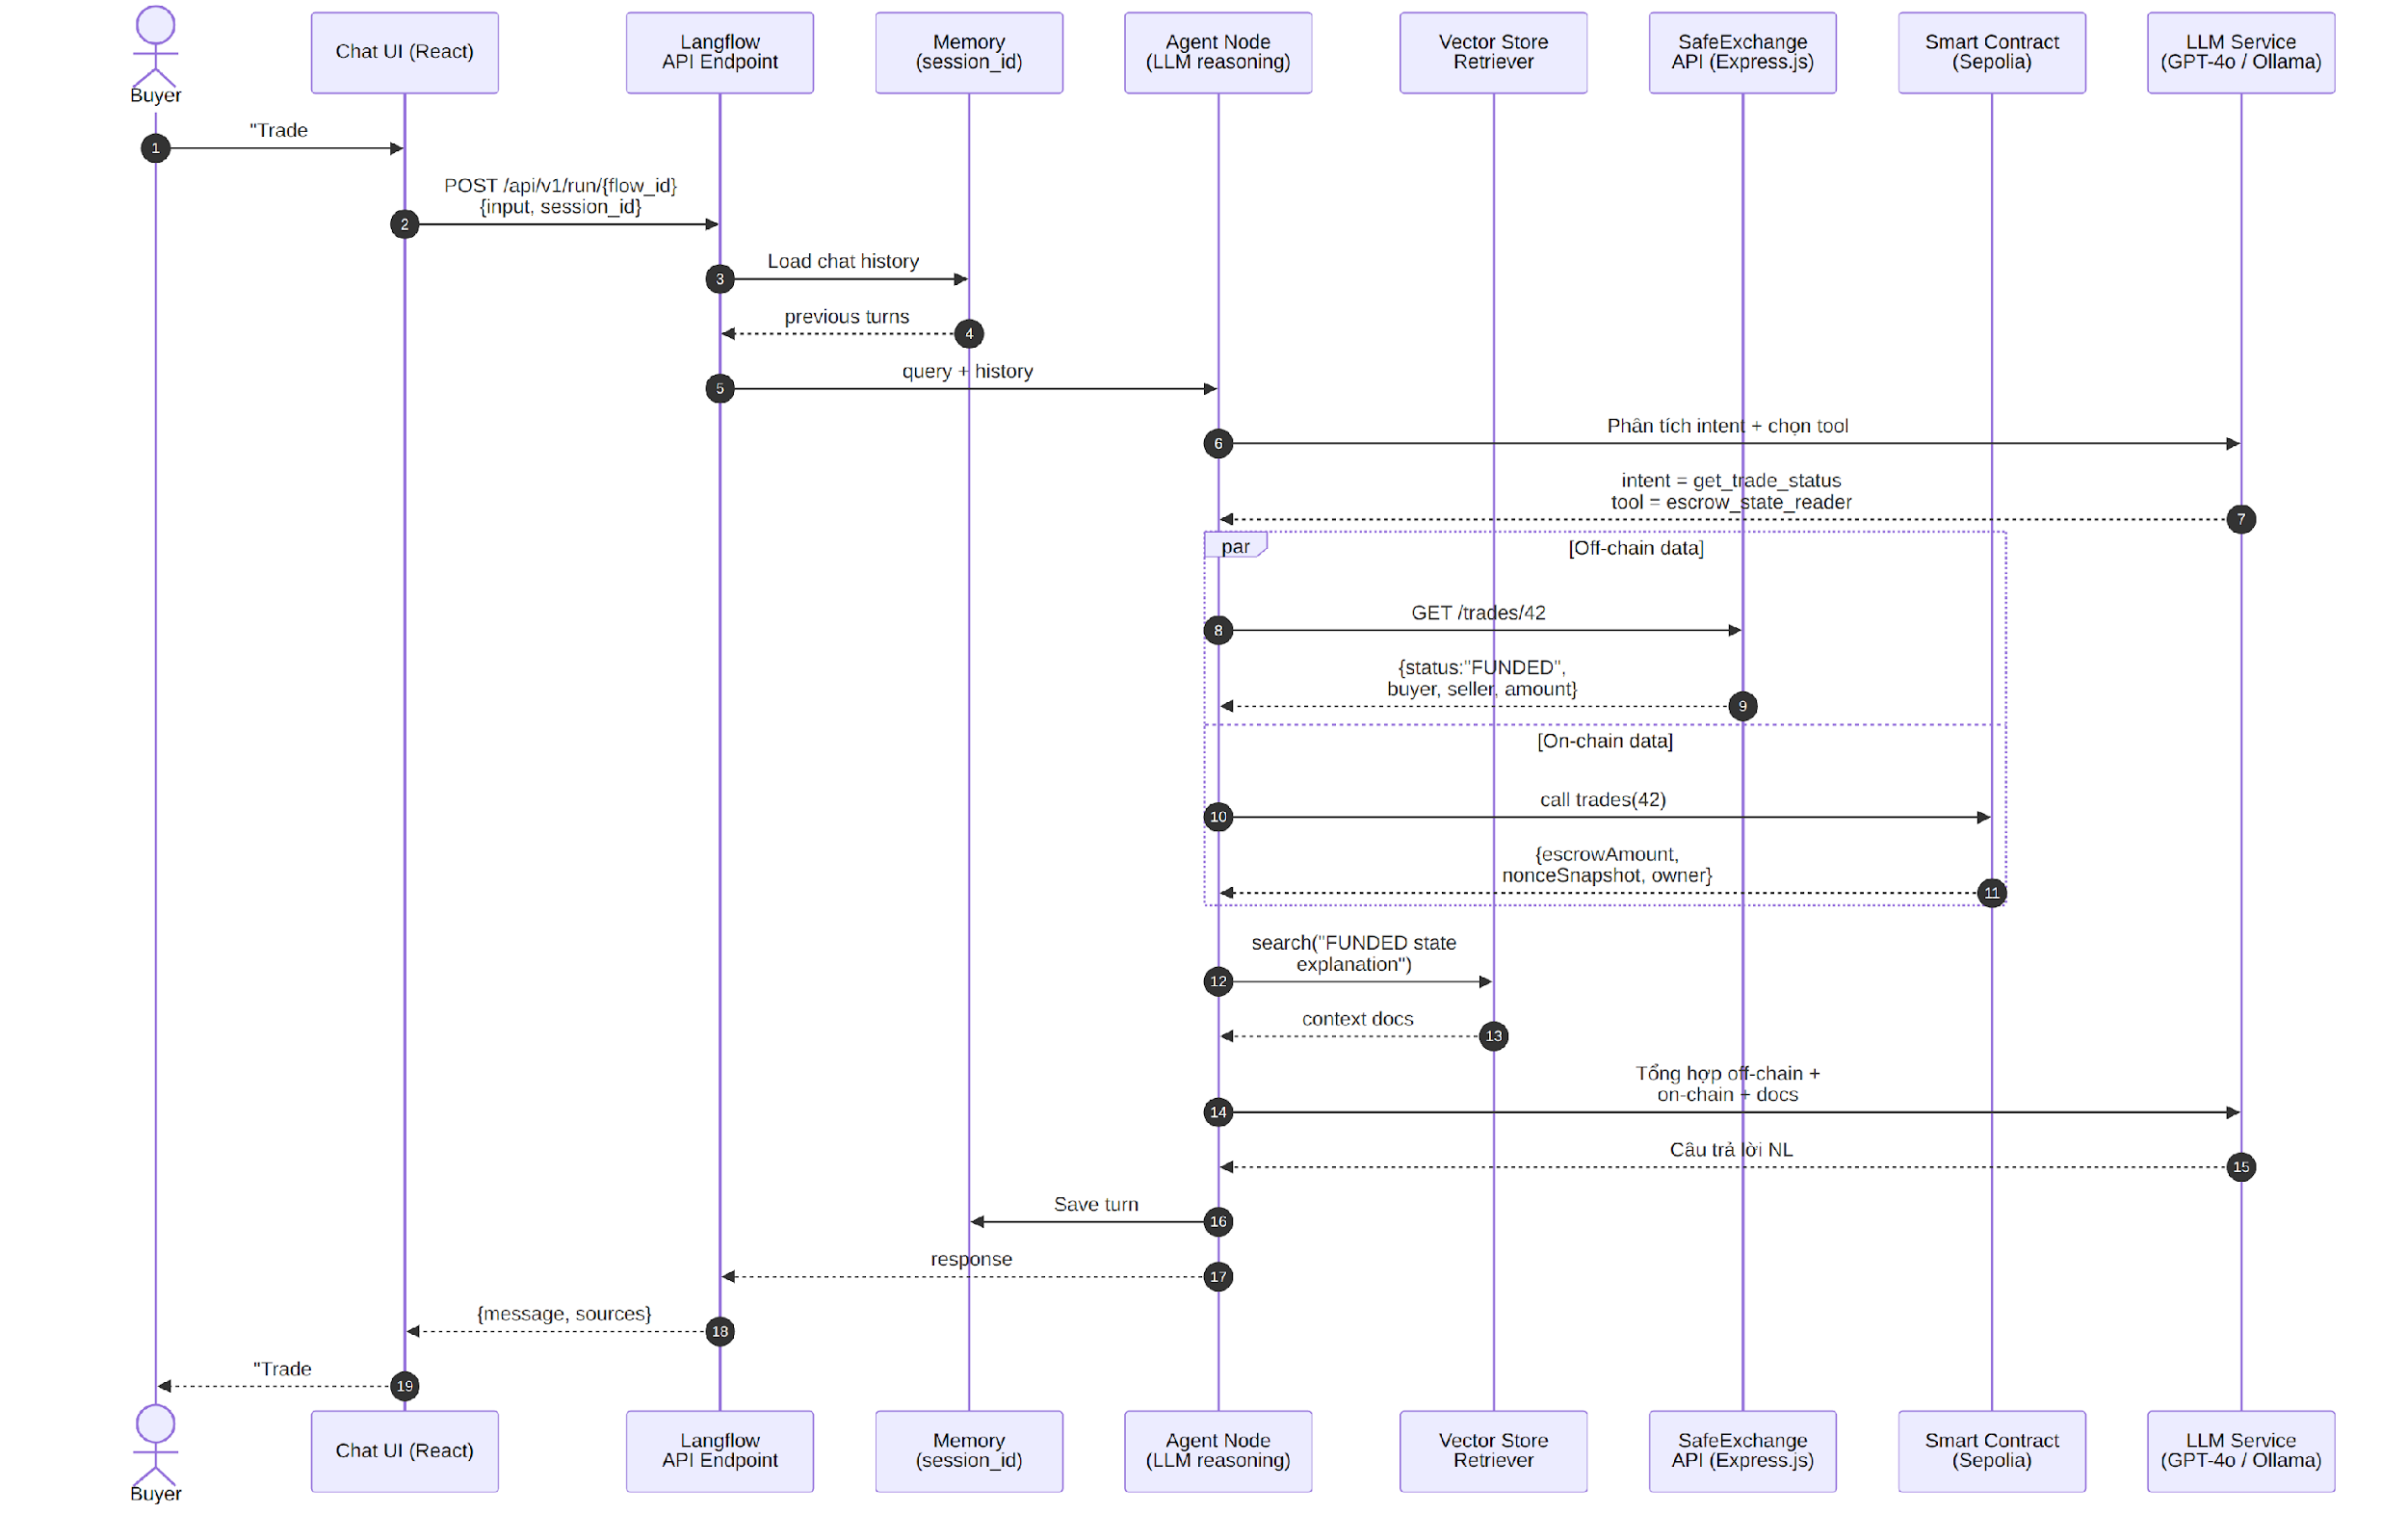 Buyer
Chat UI (React)
Langflow
API Endpoint
Memory
(session_id)
Agent Node
(LLM reasoning)
Vector Store
Retriever
SafeExchange
API (Express.js)
Smart Contract
(Sepolia)
LLM Service
(GPT-4o / Ollama)
1
"Trade
2
POST /api/v1/run/{flow_id}
{input, session_id}
3
Load chat history
previous turns
4
5
query + history
6
Phân tích intent + chọn tool
intent = get_trade_status
tool = escrow_state_reader
7
par
[Off-chain data]
8
GET /trades/42
{status:"FUNDED",
buyer, seller, amount}
9
[On-chain data]
10
call trades(42)
{escrowAmount,
nonceSnapshot, owner}
11
12
search("FUNDED state
explanation")
context docs
13
14
Tổng hợp off-chain +
on-chain + docs
Câu trả lời NL
15
Save turn
16
response
17
{message, sources}
18
"Trade
19
Buyer
Chat UI (React)
Langflow
API Endpoint
Memory
(session_id)
Agent Node
(LLM reasoning)
Vector Store
Retriever
SafeExchange
API (Express.js)
Smart Contract
(Sepolia)
LLM Service
(GPT-4o / Ollama)